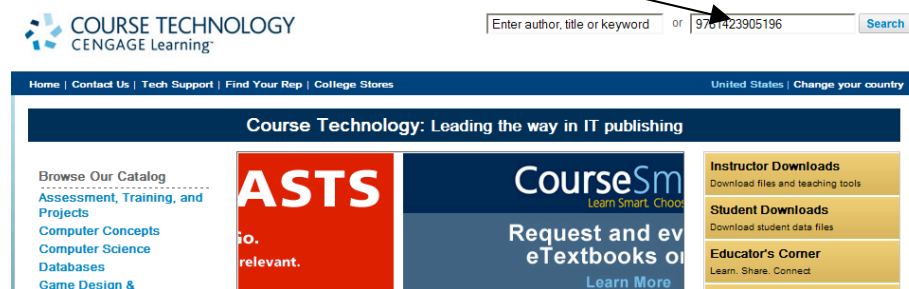 COURSE TECHNOLOGY
CENGAGE Learning™
Enter author, title or keyword or 9781423905196 Search
Home | Contact Us | Tech Support | Find Your Rep | College Stores
United States | Change your country
Course Technology: Leading the way in IT publishing
Browse Our Catalog
Assessment, Training, and
Projects
Computer Concepts
Computer Science
Databases
Game Design &
ASTS
relevant.
CourseSm
Learn Smart. Choos
Request and ev
eTextbooks o
Learn More
Instructor Downloads
Download files and teaching tools
Student Downloads
Download student data files
Educator's Corner
Learn. Share. Connect